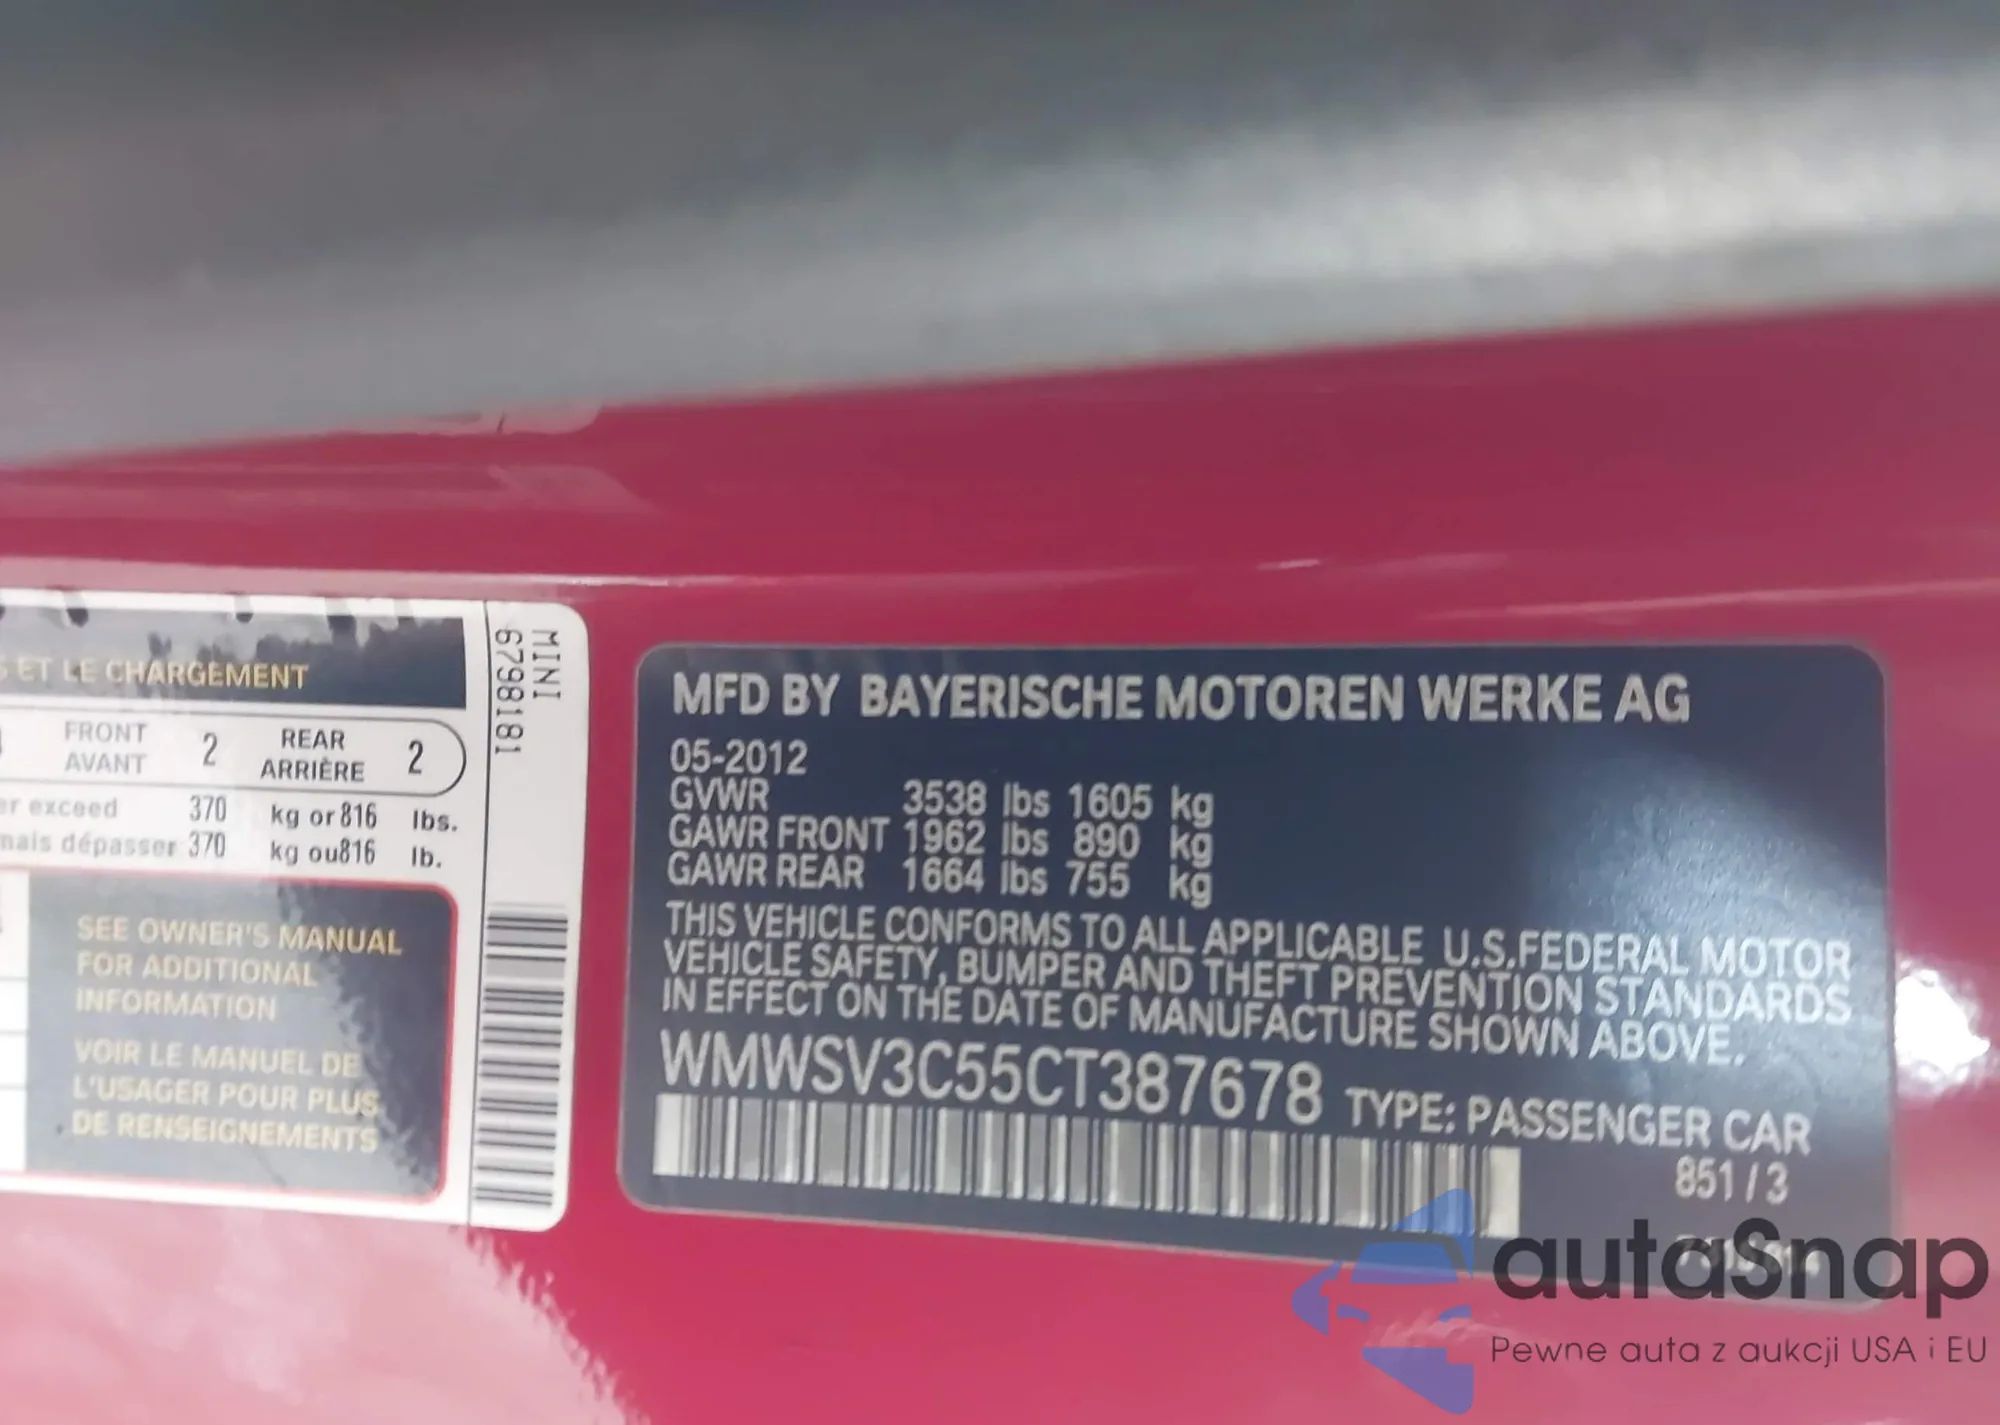 ET LE CHARGEMENT
FRONT 2 REAR 2
AVANT ARRIÈRE
exceed 370 kg or 816 lbs.
mais dépasser 370 kg ou 816 lb.
SEE OWNER'S MANUAL
FOR ADDITIONAL
INFORMATION
VOIR LE MANUEL DE
L'USAGER POUR PLUS
DE RENSEIGNEMENTS
MINI
6798181
MFD BY BAYERISCHE MOTOREN WERKE AG
05-2012
GVWR 3538 lbs 1605 kg
GAWR FRONT 1962 lbs 890 kg
GAWR REAR 1664 lbs 755 kg
THIS VEHICLE CONFORMS TO ALL APPLICABLE U.S.FEDERAL MOTOR
VEHICLE SAFETY, BUMPER AND THEFT PREVENTION STANDARDS
IN EFFECT ON THE DATE OF MANUFACTURE SHOWN ABOVE.
WMWSV3C55CT387678 TYPE: PASSENGER CAR
851 / 3
autaSnap
Pewne auta z aukcji USA i EU